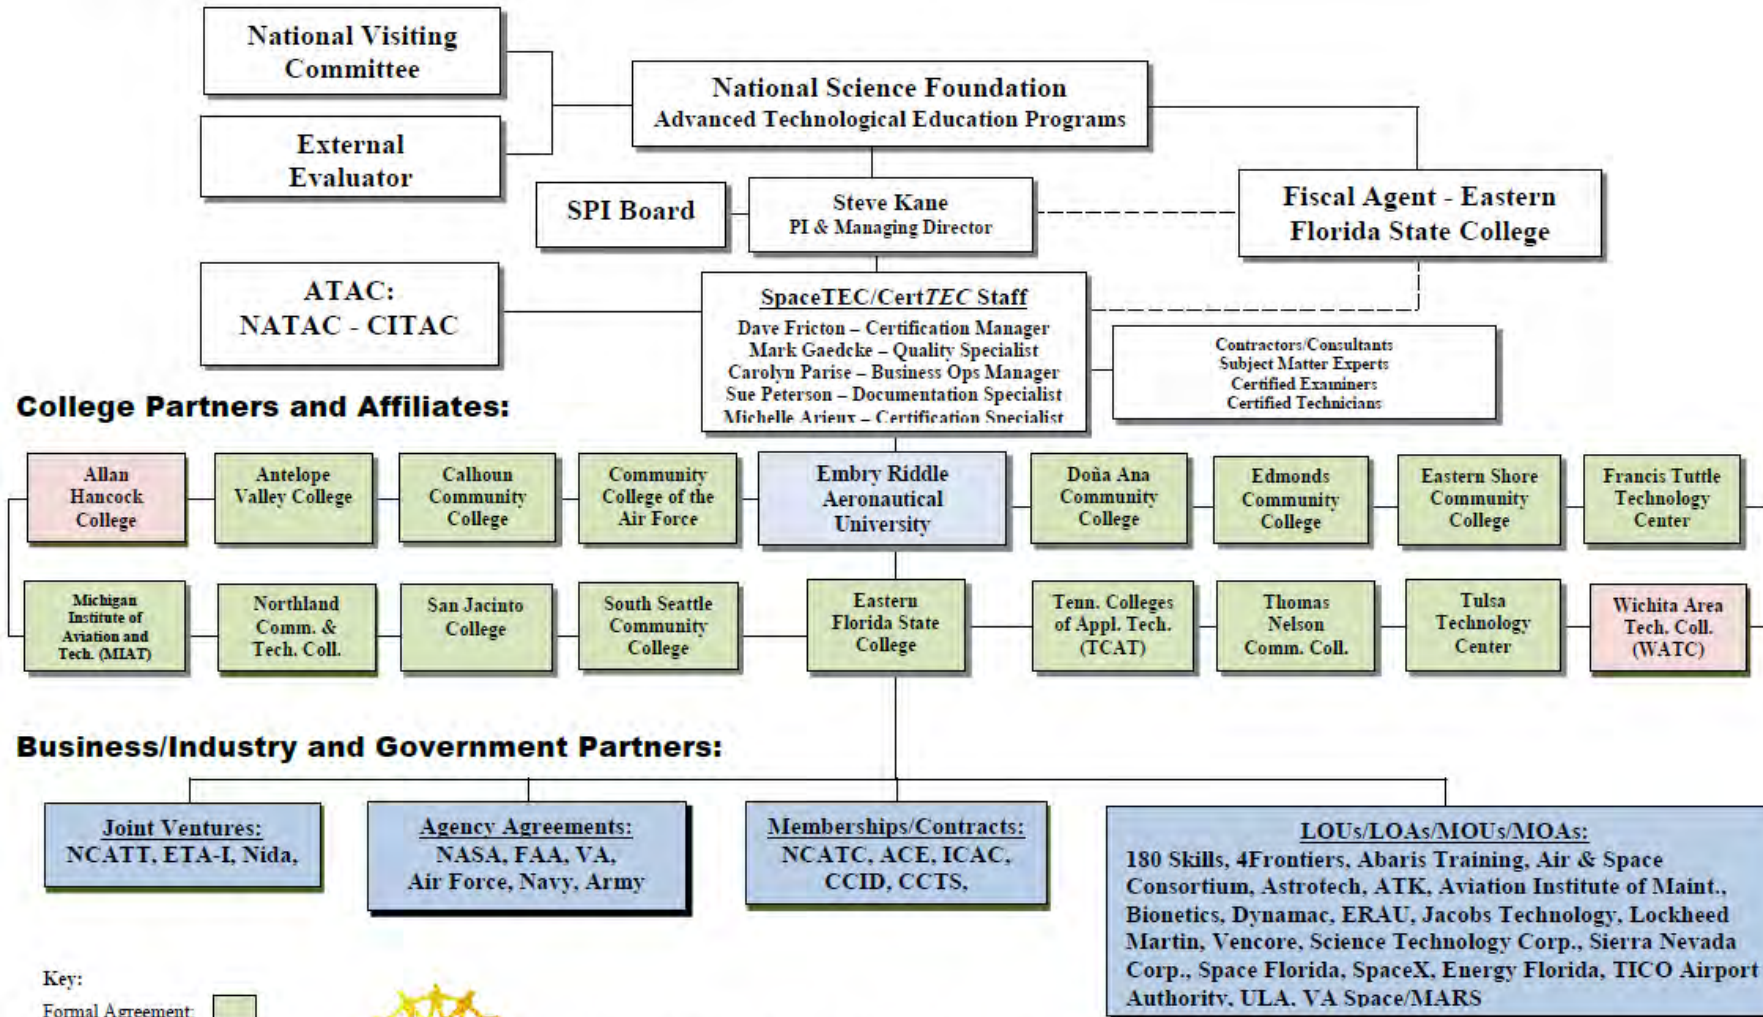 National Visiting
Committee
National Science Foundation
Advanced Technological Education Programs
External
Evaluator
SPI Board
Steve Kane
PI & Managing Director
Fiscal Agent - Eastern
Florida State College
ATAC:
NATAC - CITAC
SpaceTEC/CertTEC Staff
Dave Fricton – Certification Manager
Mark Gaedcke – Quality Specialist
Carolyn Parise – Business Ops Manager
Sue Peterson – Documentation Specialist
Michelle Arieux – Certification Specialist
Contractors/Consultants
Subject Matter Experts
Certified Examiners
Certified Technicians
College Partners and Affiliates:
Allan
Hancock
College
Antelope
Valley College
Calhoun
Community
College
Community
College of the
Air Force
Embry Riddle
Aeronautical
University
Doña Ana
Community
College
Edmonds
Community
College
Eastern Shore
Community
College
Francis Tuttle
Technology
Center
Michigan
Institute of
Aviation and
Tech. (MIAT)
Northland
Comm. &
Tech. Coll.
San Jacinto
College
South Seattle
Community
College
Eastern
Florida State
College
Tenn. Colleges
of Appl. Tech.
(TCAT)
Thomas
Nelson
Comm. Coll.
Tulsa
Technology
Center
Wichita Area
Tech. Coll.
(WATC)
Business/Industry and Government Partners:
Joint Ventures:
NCATT, ETA-I, Nida,
Agency Agreements:
NASA, FAA, VA,
Air Force, Navy, Army
Memberships/Contracts:
NCATC, ACE, ICAC,
CCID, CCTS,
LOUs/LOAs/MOUs/MOAs:
180 Skills, 4Frontiers, Abaris Training, Air & Space
Consortium, Astrotech, ATK, Aviation Institute of Maint.,
Bionetics, Dynamac, ERAU, Jacobs Technology, Lockheed
Martin, Vencore, Science Technology Corp., Sierra Nevada
Corp., Space Florida, SpaceX, Energy Florida, TICO Airport
Authority, ULA, VA Space/MARS
Key:
Formal Agreement: